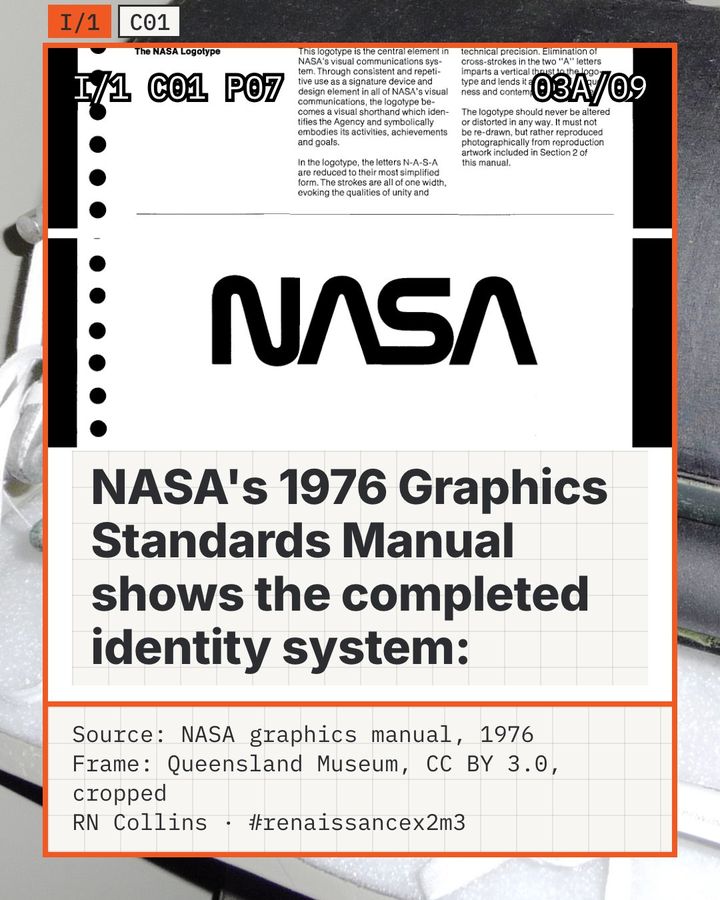 I/1 C01
The NASA Logotype
This logotype is the central element in
NASA's visual communications sys-
tem. Through consistent and repeti-
tive use as a signature device and
design element in all of NASA's visual
communications, the logotype be-
comes a visual shorthand which iden-
tifies the Agency and symbolically
embodies its activities, achievements
and goals.
In the logotype, the letters N-A-S-A
are reduced to their most simplified
form. The strokes are all of one width,
evoking the qualities of unity and
technical precision. Elimination of
cross-strokes in the two "A" letters
imparts a vertical thrust to the logo-
type and lends it a
ness and contemp
The logotype should never be altered
or distorted in any way. It must not
be re-drawn, but rather reproduced
photographically from reproduction
artwork included in Section 2 of
this manual.
I/1 C01 P07
03A/09
NASA
NASA's 1976 Graphics
Standards Manual
shows the completed
identity system:
Source: NASA graphics manual, 1976
Frame: Queensland Museum, CC BY 3.0,
cropped
RN Collins · #renaissancex2m3